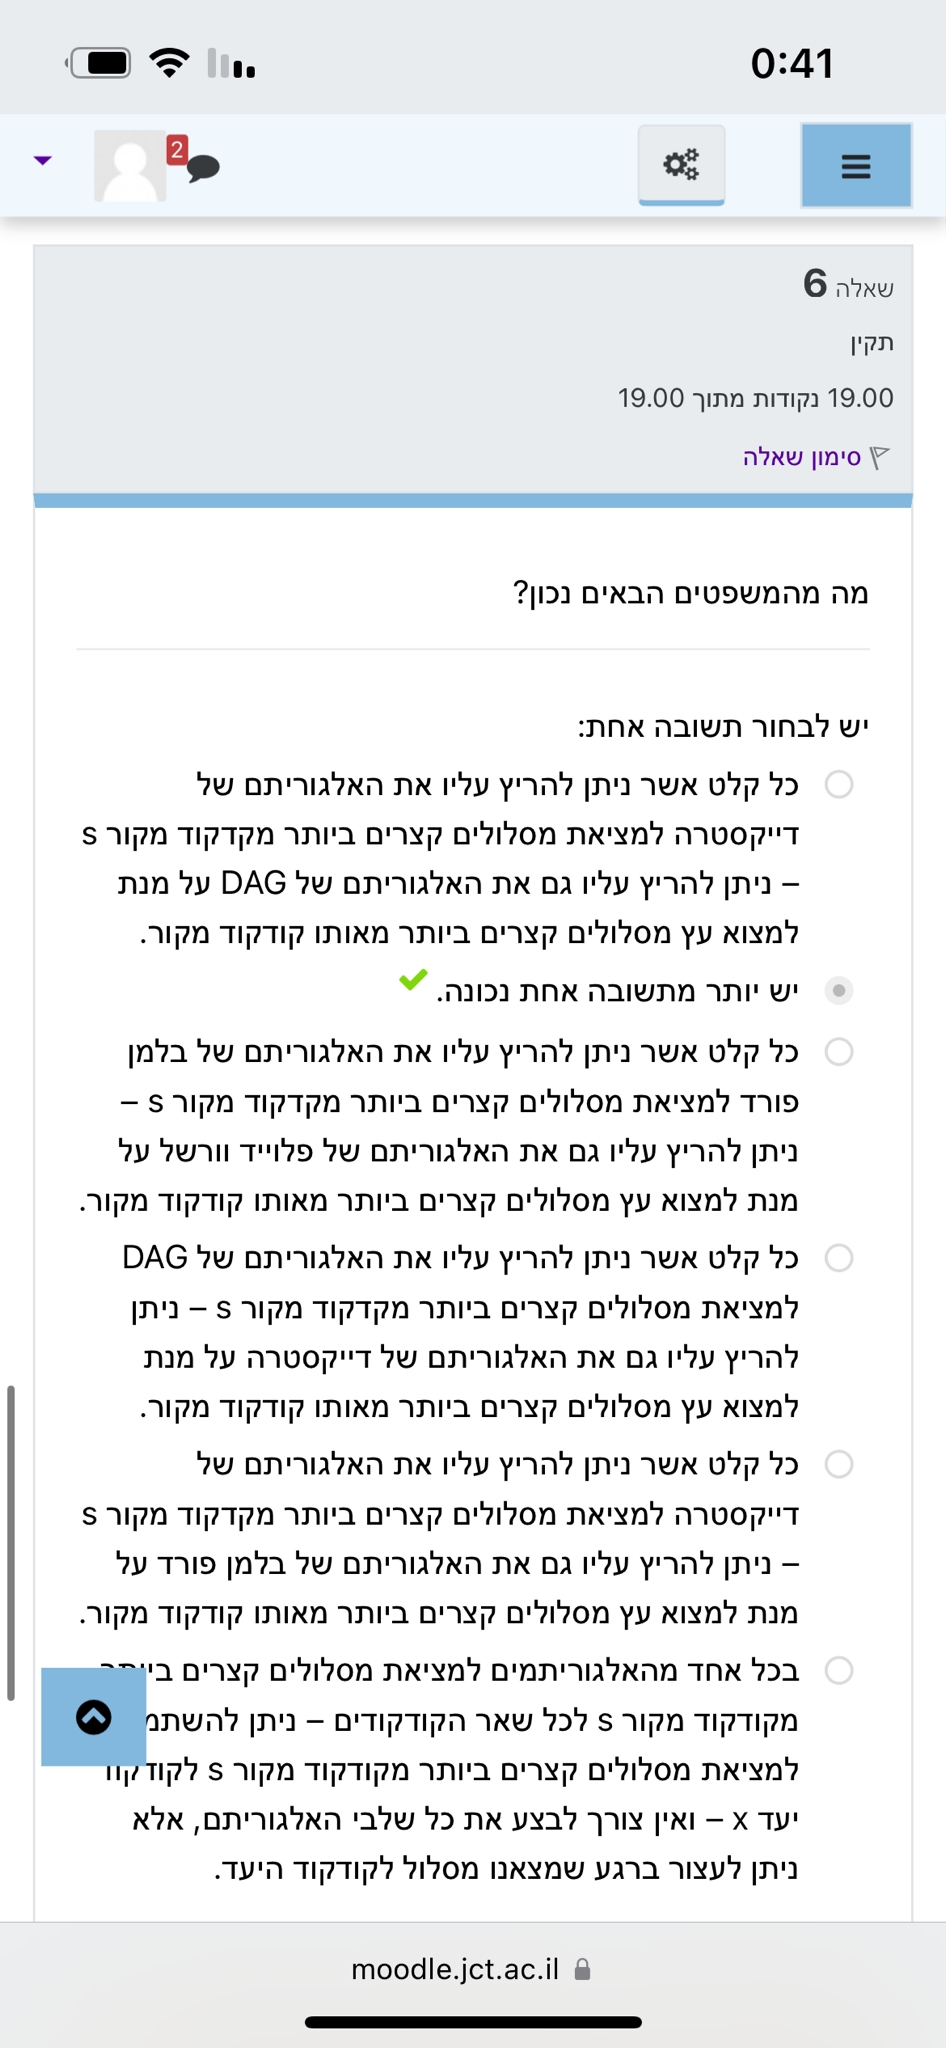 0:41
2
שאלה 6
תקין
19.00 נקודות מתוך 19.00
סימון שאלה
מה מהמשפטים הבאים נכון?
יש לבחור תשובה אחת:
כל קלט אשר ניתן להריץ עליו את האלגוריתם של
דייקסטרה למציאת מסלולים קצרים ביותר מקדקוד מקור s
– ניתן להריץ עליו גם את האלגוריתם של DAG על מנת
למצוא עץ מסלולים קצרים ביותר מאותו קודקוד מקור.
יש יותר מתשובה אחת נכונה.
כל קלט אשר ניתן להריץ עליו את האלגוריתם של בלמן
פורד למציאת מסלולים קצרים ביותר מקדקוד מקור s –
ניתן להריץ עליו גם את האלגוריתם של פלוייד וורשל על
מנת למצוא עץ מסלולים קצרים ביותר מאותו קודקוד מקור.
כל קלט אשר ניתן להריץ עליו את האלגוריתם של DAG
למציאת מסלולים קצרים ביותר מקדקוד מקור s – ניתן
להריץ עליו גם את האלגוריתם של דייקסטרה על מנת
למצוא עץ מסלולים קצרים ביותר מאותו קודקוד מקור.
כל קלט אשר ניתן להריץ עליו את האלגוריתם של
דייקסטרה למציאת מסלולים קצרים ביותר מקדקוד מקור s
– ניתן להריץ עליו גם את האלגוריתם של בלמן פורד על
מנת למצוא עץ מסלולים קצרים ביותר מאותו קודקוד מקור.
בכל אחד מהאלגוריתמים למציאת מסלולים קצרים ביותר
מקודקוד מקור s לכל שאר הקודקודים – ניתן
למציאת מסלולים קצרים ביותר מקודקוד מקור s לקודקוד
יעד x – ואין צורך לבצע את כל שלבי האלגוריתם, אלא
ניתן לעצור ברגע שמצאנו מסלול לקודקוד היעד.
moodle.jct.ac.il